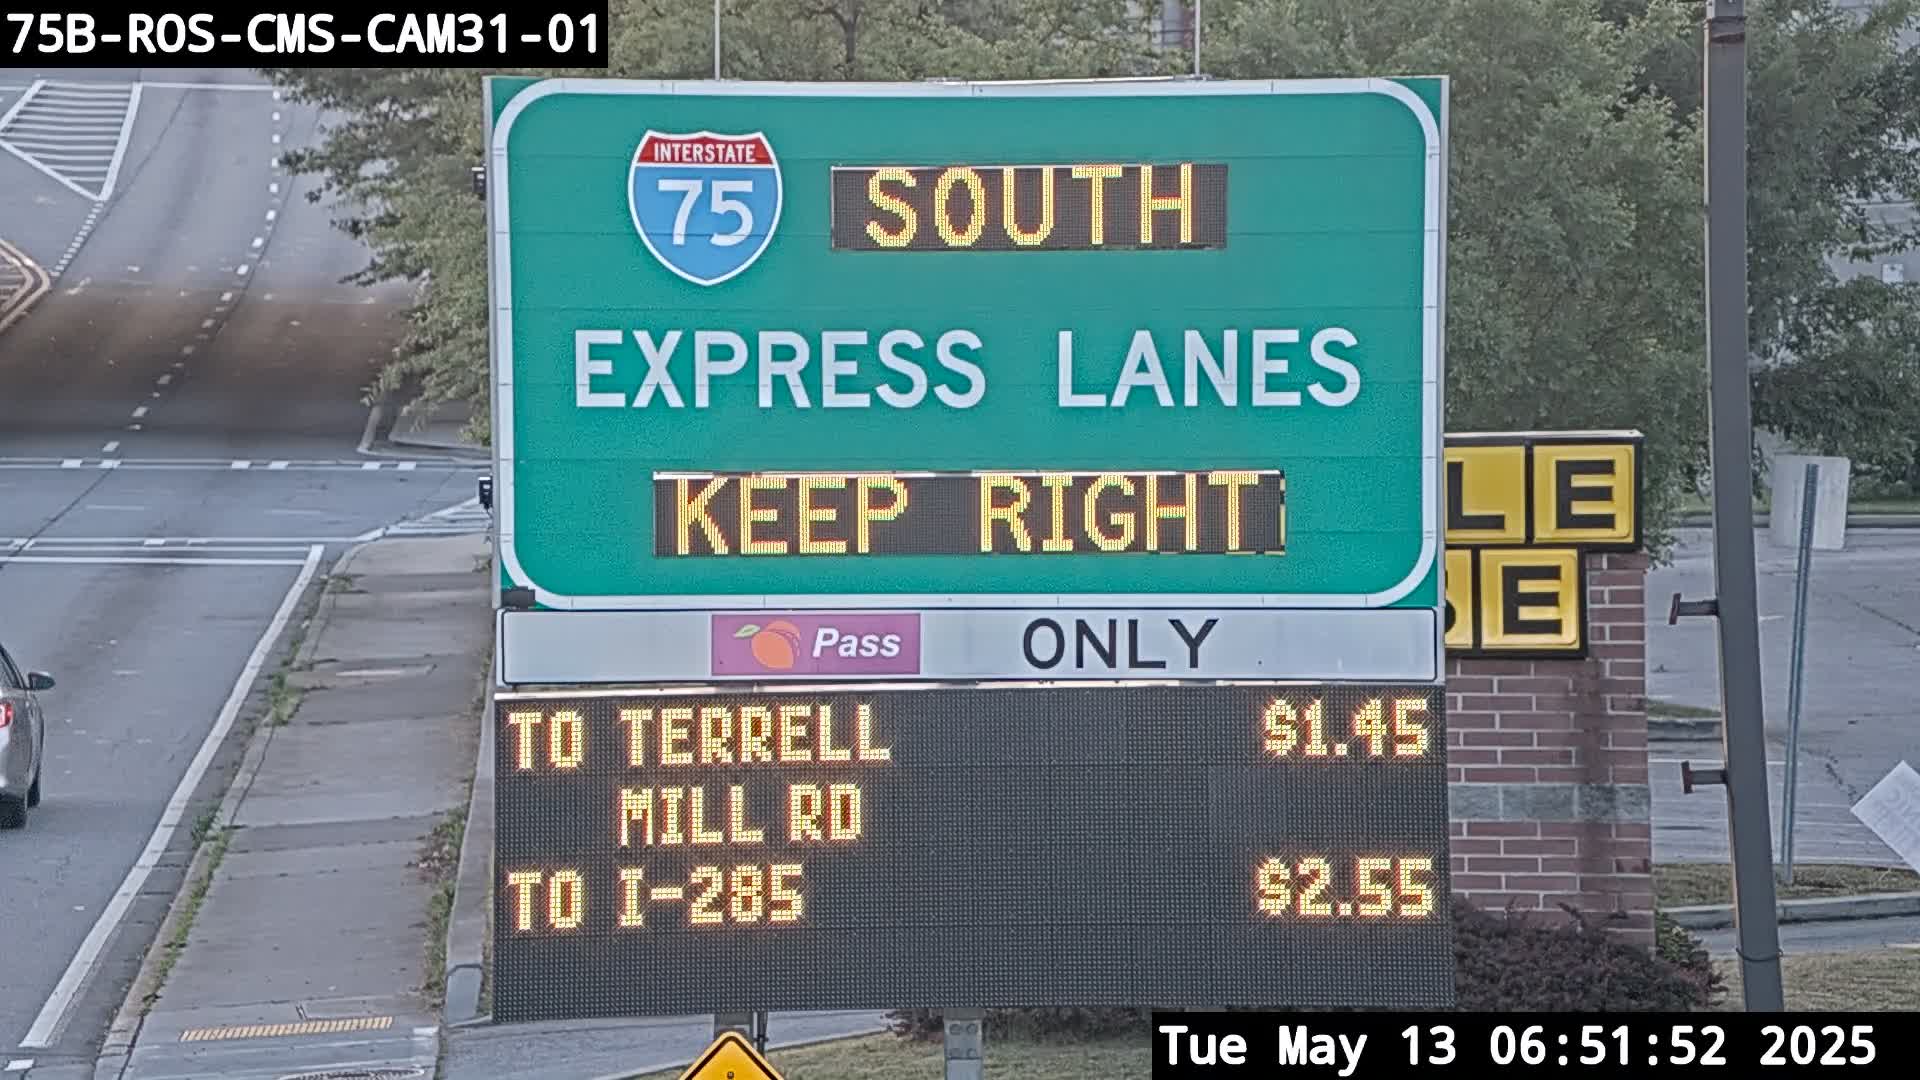 75B-ROS-CMS-CAM31-01
INTERSTATE
75
SOUTH
EXPRESS LANES
KEEP RIGHT
LE
E
Pass ONLY
TO TERRELL $1.45
MILL RD
TO I-285 $2.55
Tue May 13 06:51:52 2025